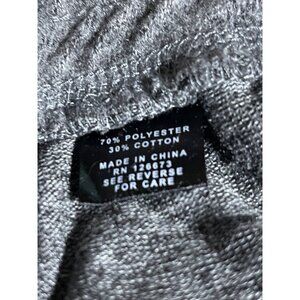 70% POLYESTER
30% COTTON
MADE IN CHINA
RN 126673
SEE REVERSE
FOR CARE